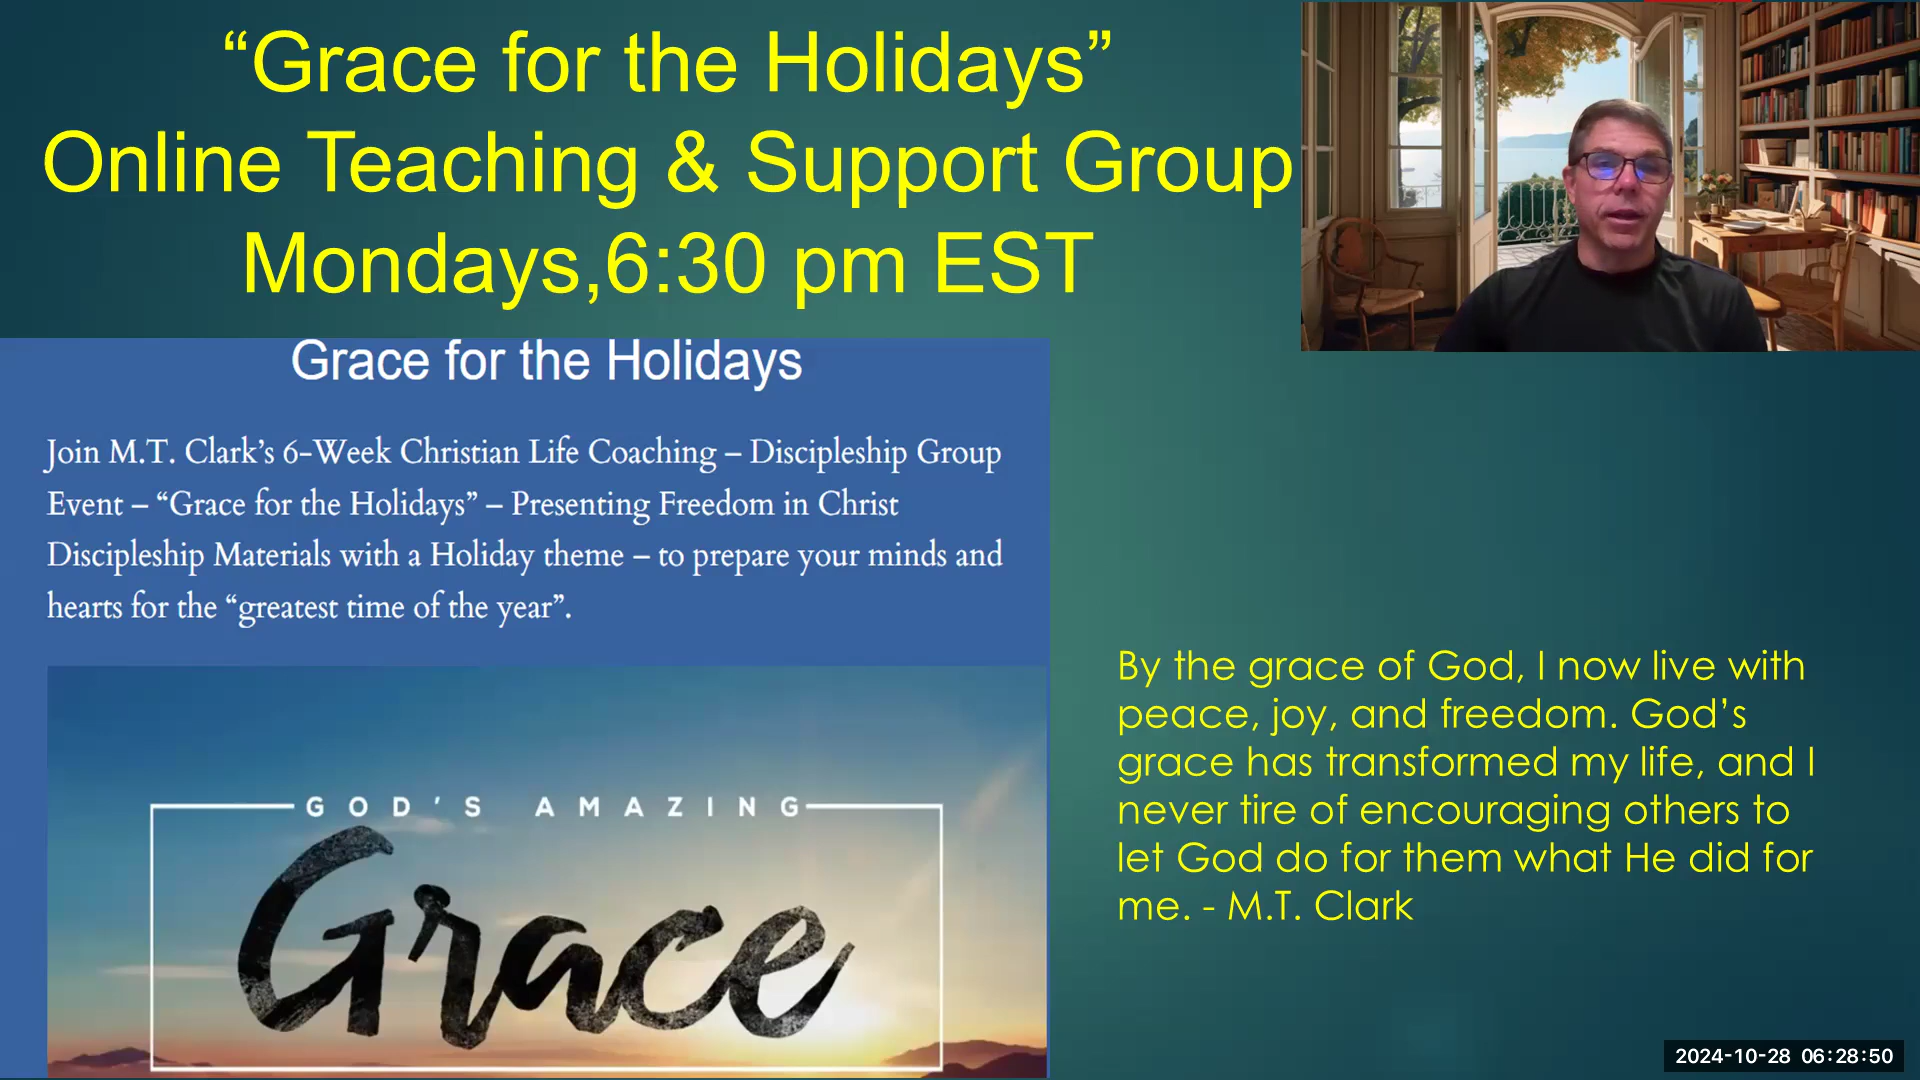 “Grace for the Holidays”
Online Teaching & Support Group
Mondays,6:30 pm EST
Grace for the Holidays
Join M.T. Clark’s 6-Week Christian Life Coaching – Discipleship Group
Event – “Grace for the Holidays” – Presenting Freedom in Christ
Discipleship Materials with a Holiday theme – to prepare your minds and
hearts for the “greatest time of the year”.
GOD'S AMAZING
Grace
By the grace of God, I now live with
peace, joy, and freedom. God’s
grace has transformed my life, and I
never tire of encouraging others to
let God do for them what He did for
me. - M.T. Clark
2024-10-28 06:28:50